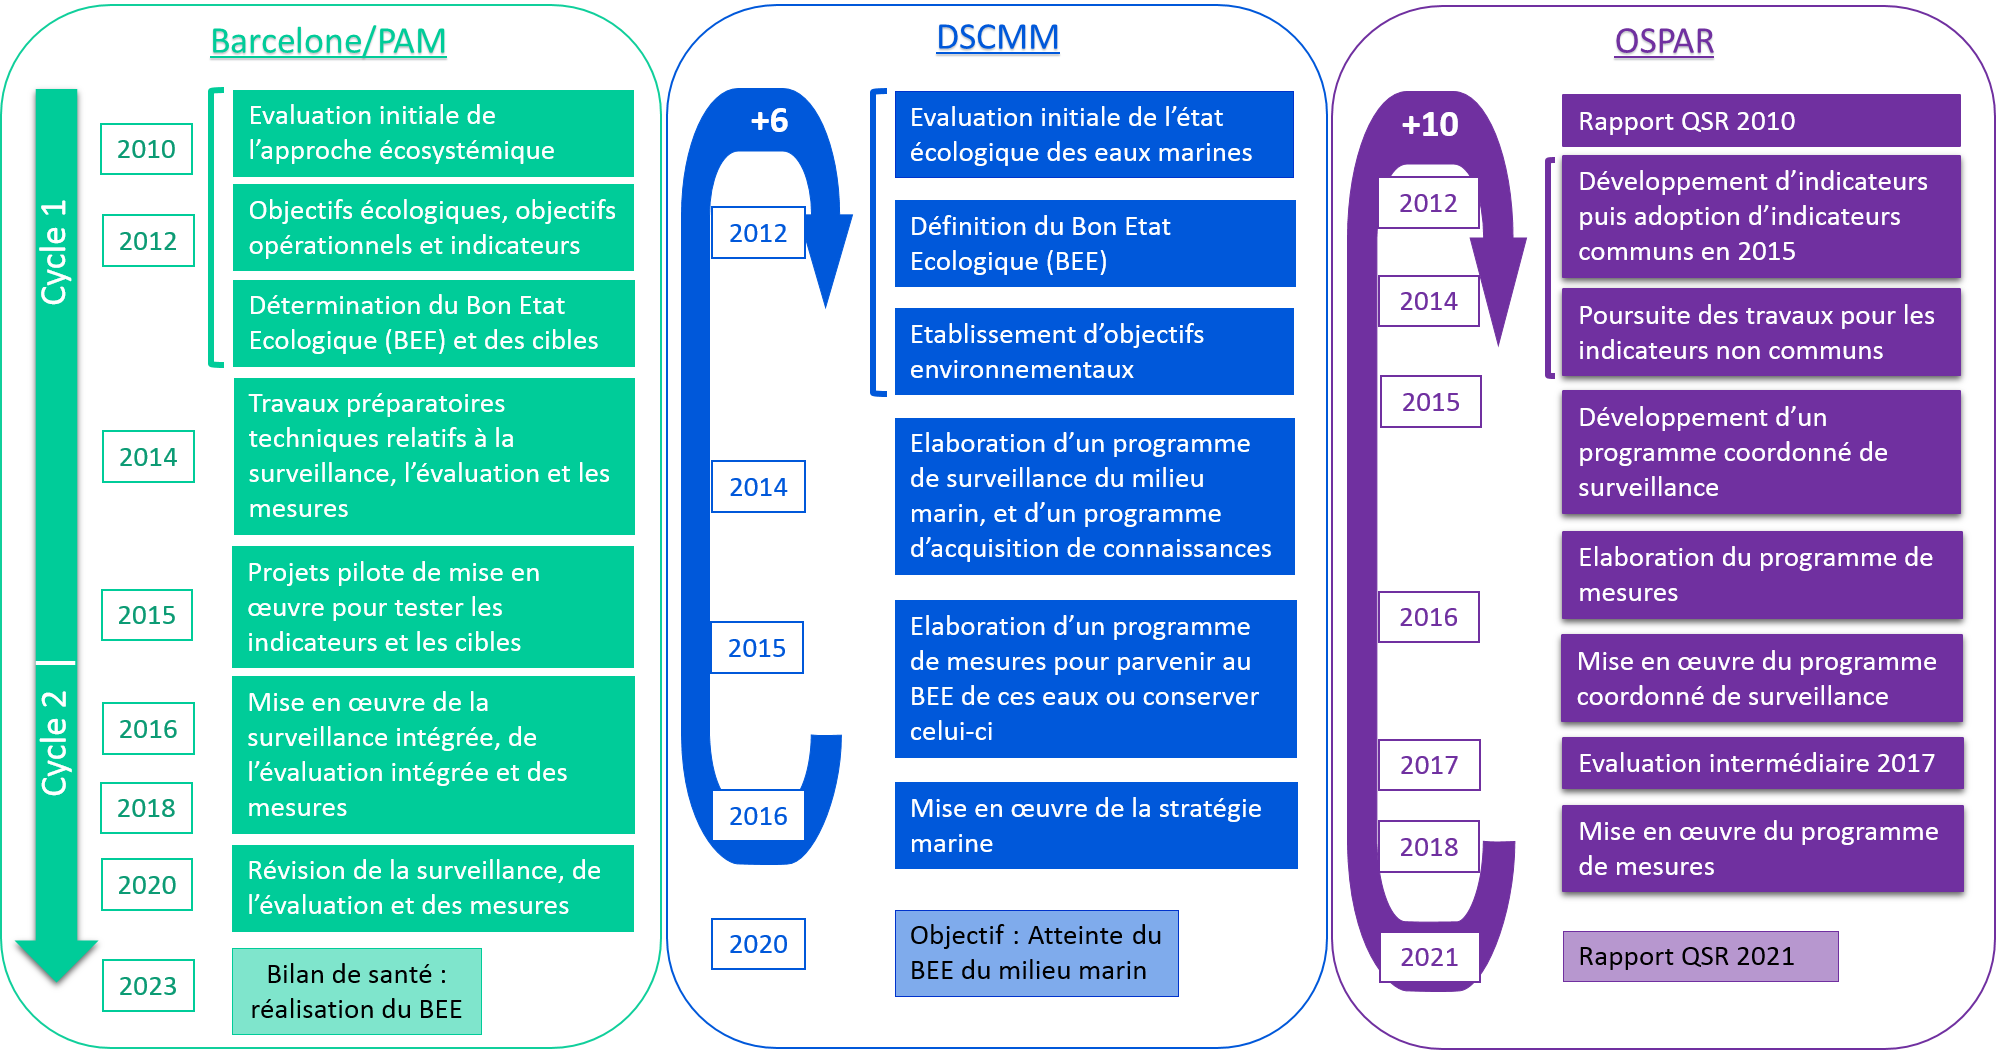 Barcelone/PAM
Cycle 1
Cycle 2
2010
Evaluation initiale de
l’approche écosystémique
2012
Objectifs écologiques, objectifs
opérationnels et indicateurs
Détermination du Bon Etat
Ecologique (BEE) et des cibles
2014
Travaux préparatoires
techniques relatifs à la
surveillance, l’évaluation et les
mesures
2015
Projets pilote de mise en
œuvre pour tester les
indicateurs et les cibles
2016
Mise en œuvre de la
surveillance intégrée, de
l’évaluation intégrée et des
mesures
2018
2020
Révision de la surveillance, de
l’évaluation et des mesures
2023
Bilan de santé :
réalisation du BEE
DSCMM
+6
Evaluation initiale de l’état
écologique des eaux marines
2012
Définition du Bon Etat
Ecologique (BEE)
Etablissement d’objectifs
environnementaux
2014
Elaboration d’un programme
de surveillance du milieu
marin, et d’un programme
d’acquisition de connaissances
2015
Elaboration d’un programme
de mesures pour parvenir au
BEE de ces eaux ou conserver
celui-ci
2016
Mise en œuvre de la stratégie
marine
2020
Objectif : Atteinte du
BEE du milieu marin
OSPAR
+10
Rapport QSR 2010
2012
Développement d’indicateurs
puis adoption d’indicateurs
communs en 2015
2014
Poursuite des travaux pour les
indicateurs non communs
2015
Développement d’un
programme coordonné de
surveillance
Elaboration du programme de
mesures
2016
Mise en œuvre du programme
coordonné de surveillance
2017
Evaluation intermédiaire 2017
2018
Mise en œuvre du programme
de mesures
2021
Rapport QSR 2021